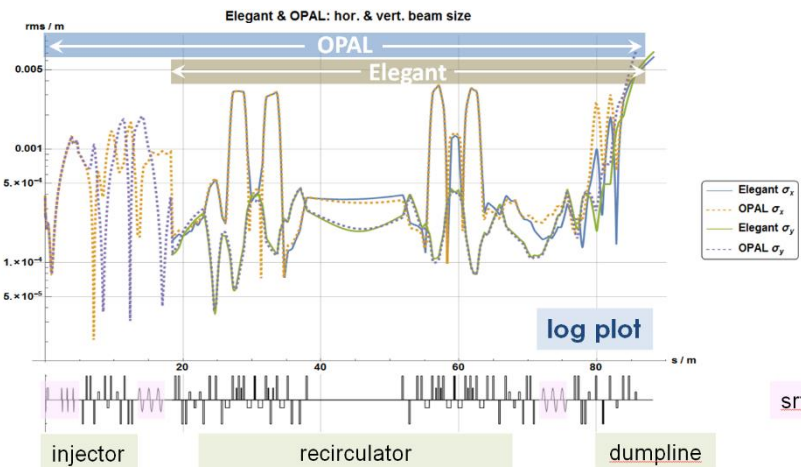 Elegant & OPAL: hor. & vert. beam size
rms / m
OPAL
Elegant
0.005
0.001
5.×10⁻⁴
1.×10⁻⁴
5.×10⁻⁵
Elegant σx
OPAL σx
Elegant σy
OPAL σy
log plot
20
40
60
80
s / m
injector
recirculator
dumpline